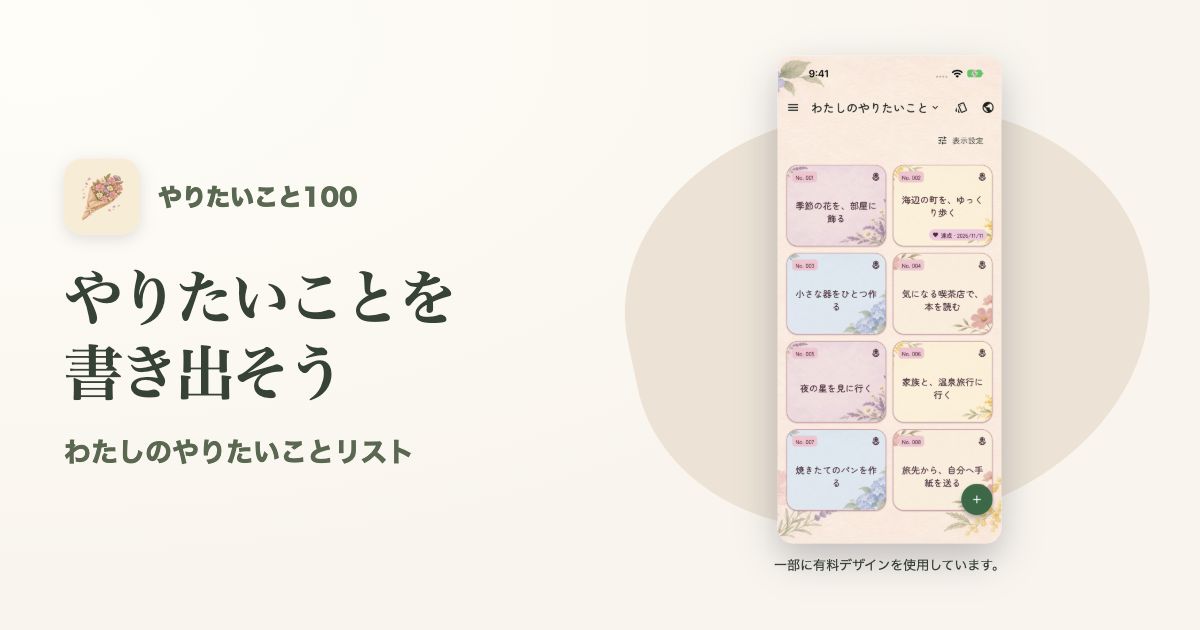 やりたいこと100
やりたいことを
書き出そう
わたしのやりたいことリスト
9:41
わたしのやりたいこと
表示設定
No. 001
季節の花を、部屋に
飾る
No. 002
海辺の町を、ゆっく
り歩く
達成・2026/11/11
No. 003
小さな器をひとつ作
る
No. 004
気になる喫茶店で、
本を読む
No. 005
夜の星を見に行く
No. 006
家族と、温泉旅行に
行く
No. 007
焼きたてのパンを作
る
No. 008
旅先から、自分へ手
紙を送る
+
一部に有料デザインを使用しています。